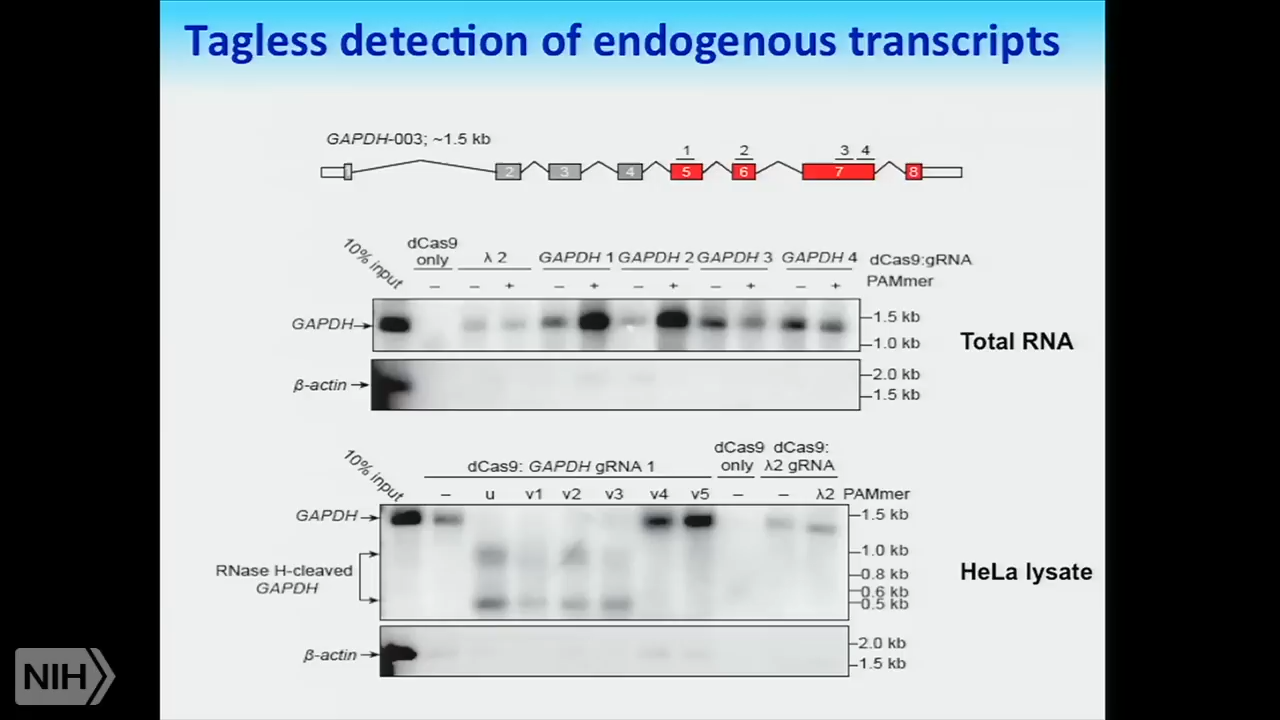 Tagless detection of endogenous transcripts
GAPDH-003; ~1.5 kb
1 2 3 4
1 2 3 4 5 6 7 8
10% input
dCas9 only
λ 2 GAPDH 1 GAPDH 2 GAPDH 3 GAPDH 4 dCas9:gRNA
– – + – + – + – + – + PAMmer
GAPDH
1.5 kb
1.0 kb
Total RNA
β-actin
2.0 kb
1.5 kb
10% input
dCas9: GAPDH gRNA 1
dCas9 only
dCas9: λ2 gRNA
– u v1 v2 v3 v4 v5 – – λ2 PAMmer
GAPDH
1.5 kb
RNase H-cleaved
GAPDH
1.0 kb
0.8 kb
0.6 kb
0.5 kb
HeLa lysate
β-actin
2.0 kb
1.5 kb
NIH